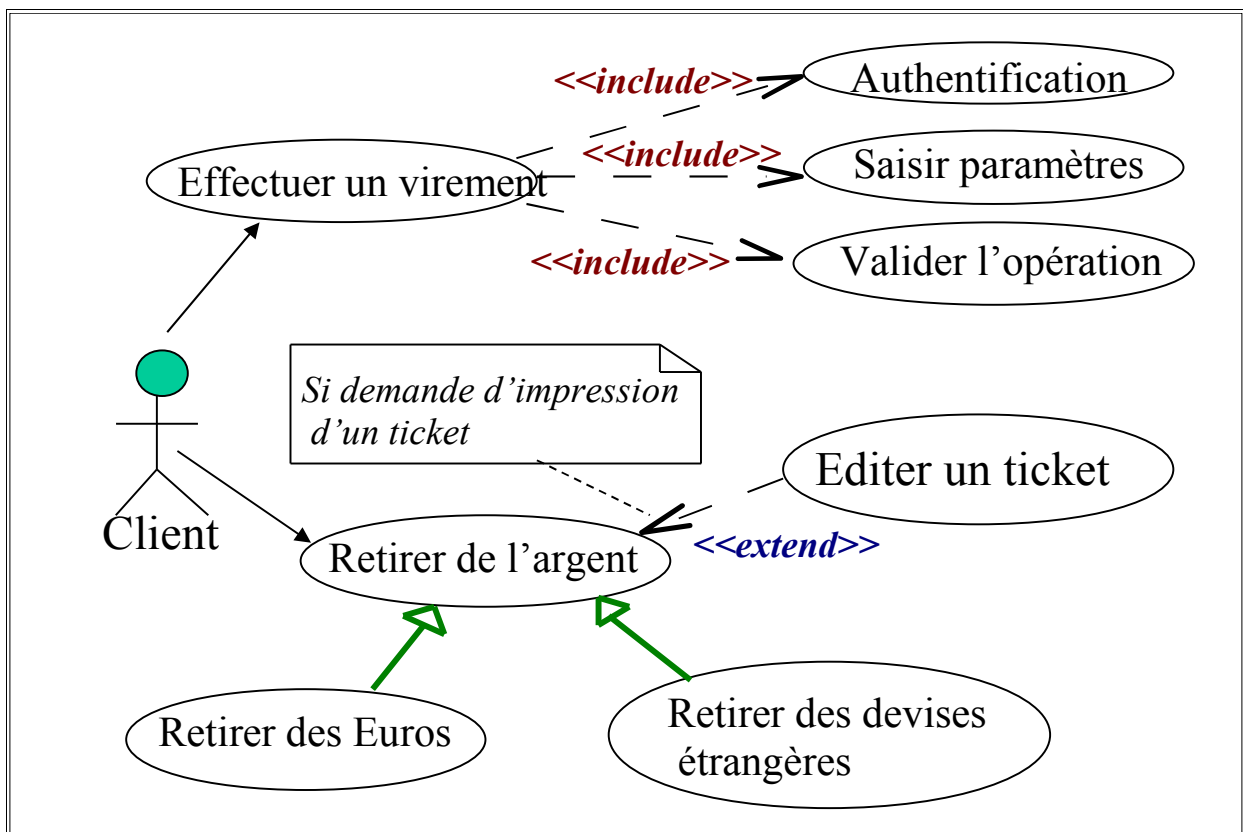 <<include>>
Authentification
<<include>>
Saisir paramètres
Effectuer un virement
<<include>>
Valider l’opération
Si demande d’impression
d’un ticket
Editer un ticket
Client
<<extend>>
Retirer de l’argent
Retirer des Euros
Retirer des devises
étrangères